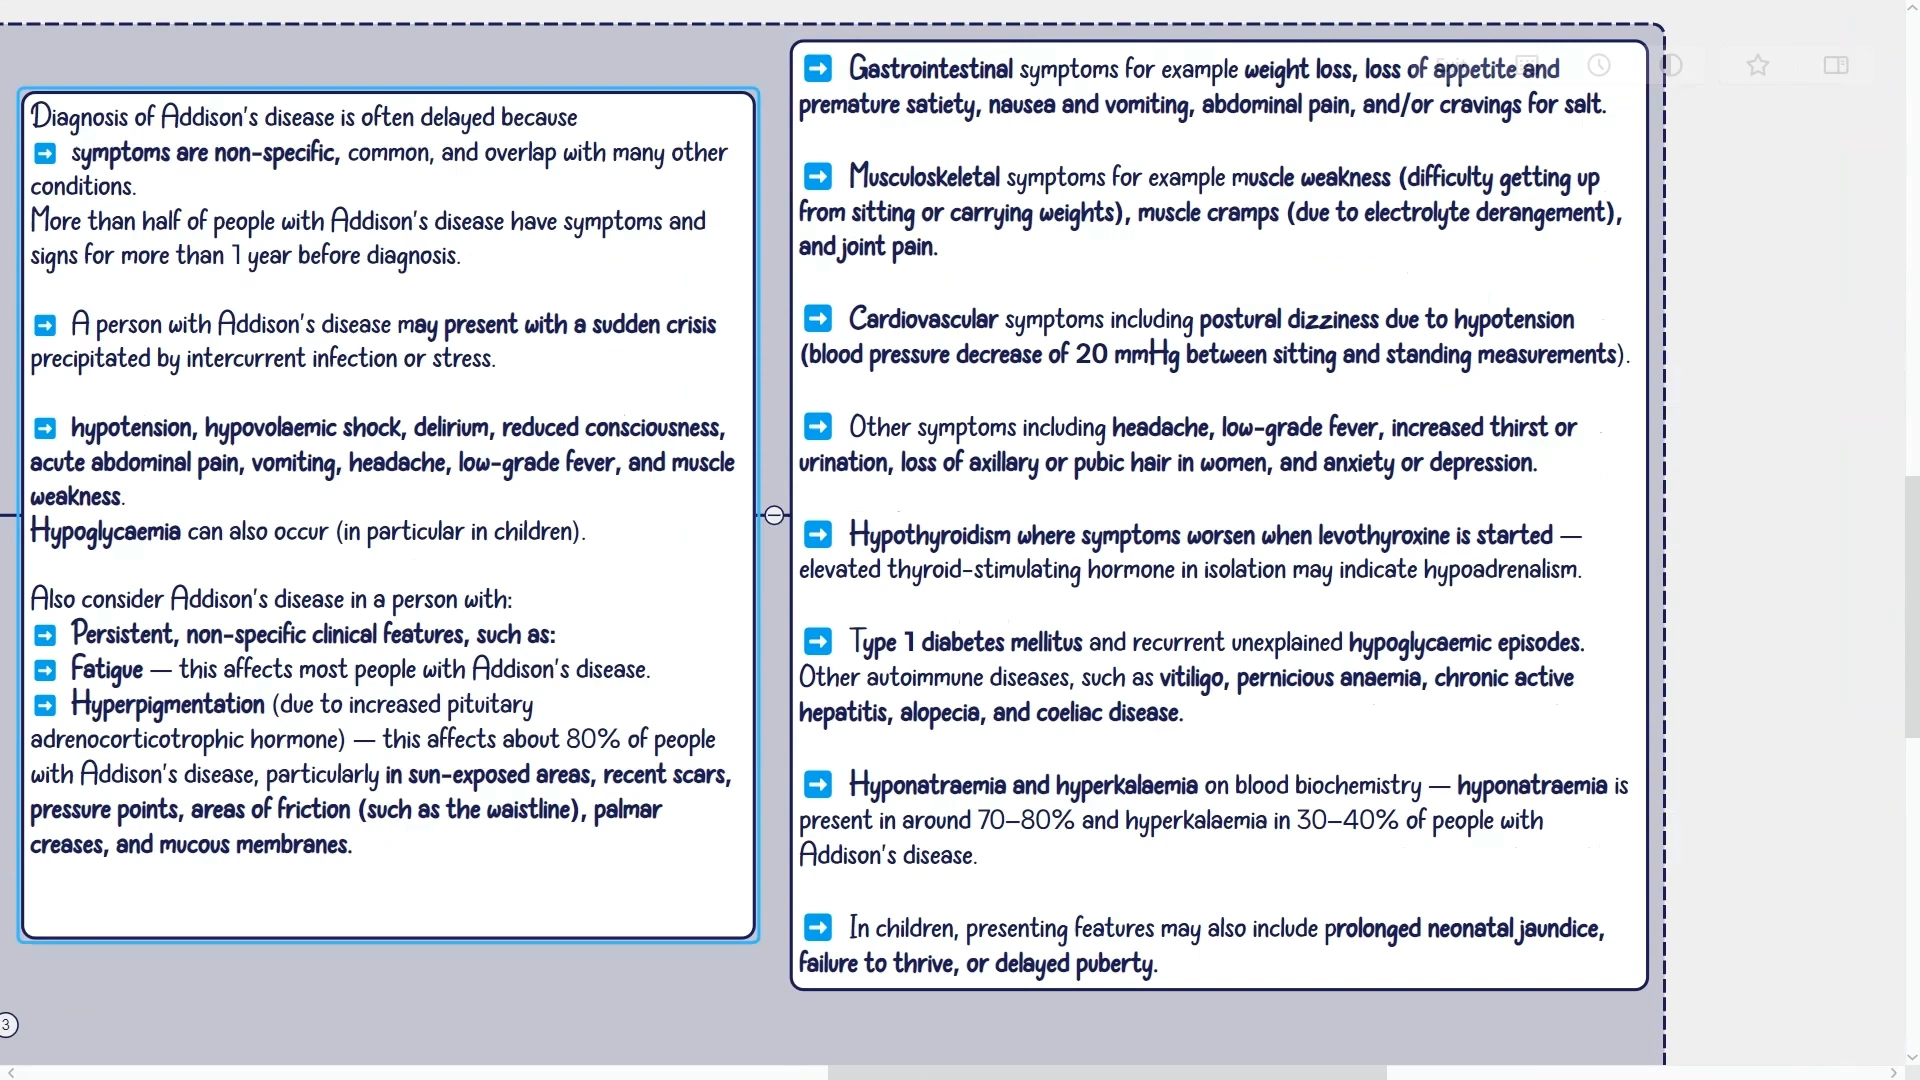 Diagnosis of Addison's disease is often delayed because
➡ symptoms are non-specific, common, and overlap with many other
conditions.
More than half of people with Addison's disease have symptoms and
signs for more than 1 year before diagnosis.
➡ A person with Addison's disease may present with a sudden crisis
precipitated by intercurrent infection or stress.
➡ hypotension, hypovolaemic shock, delirium, reduced consciousness,
acute abdominal pain, vomiting, headache, low-grade fever, and muscle
weakness.
Hypoglycaemia can also occur (in particular in children).
Also consider Addison's disease in a person with:
➡ Persistent, non-specific clinical features, such as:
➡ Fatigue — this affects most people with Addison's disease.
➡ Hyperpigmentation (due to increased pituitary
adrenocorticotrophic hormone) — this affects about 80% of people
with Addison's disease, particularly in sun-exposed areas, recent scars,
pressure points, areas of friction (such as the waistline), palmar
creases, and mucous membranes.
➡ Gastrointestinal symptoms for example weight loss, loss of appetite and
premature satiety, nausea and vomiting, abdominal pain, and/or cravings for salt.
➡ Musculoskeletal symptoms for example muscle weakness (difficulty getting up
from sitting or carrying weights), muscle cramps (due to electrolyte derangement),
and joint pain.
➡ Cardiovascular symptoms including postural dizziness due to hypotension
(blood pressure decrease of 20 mmHg between sitting and standing measurements).
➡ Other symptoms including headache, low-grade fever, increased thirst or
urination, loss of axillary or pubic hair in women, and anxiety or depression.
➡ Hypothyroidism where symptoms worsen when levothyroxine is started —
elevated thyroid-stimulating hormone in isolation may indicate hypoadrenalism.
➡ Type 1 diabetes mellitus and recurrent unexplained hypoglycaemic episodes.
Other autoimmune diseases, such as vitiligo, pernicious anaemia, chronic active
hepatitis, alopecia, and coeliac disease.
➡ Hyponatraemia and hyperkalaemia on blood biochemistry — hyponatraemia is
present in around 70–80% and hyperkalaemia in 30–40% of people with
Addison's disease.
➡ In children, presenting features may also include prolonged neonatal jaundice,
failure to thrive, or delayed puberty.
3